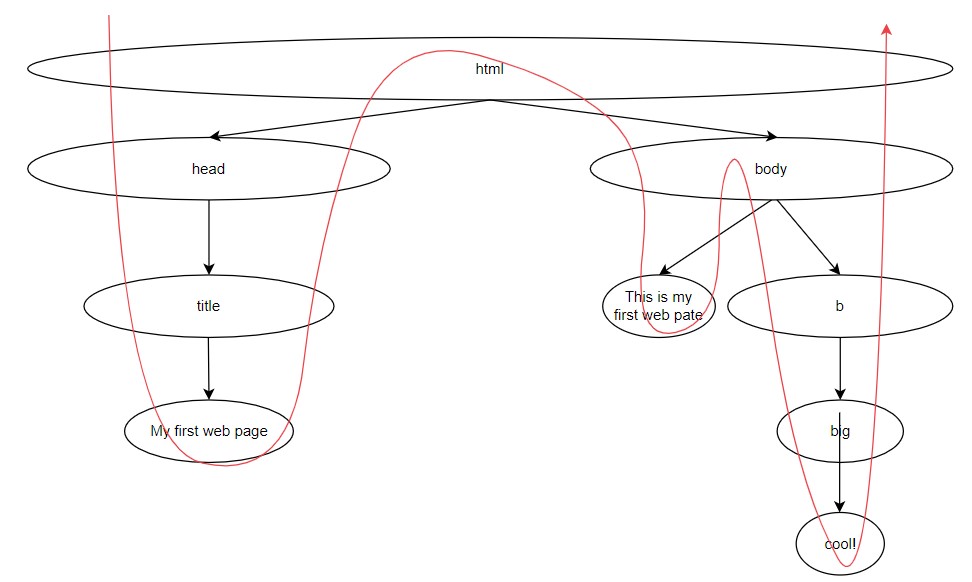 html
head
body
title
This is my
first web pate
b
My first web page
big
cool!